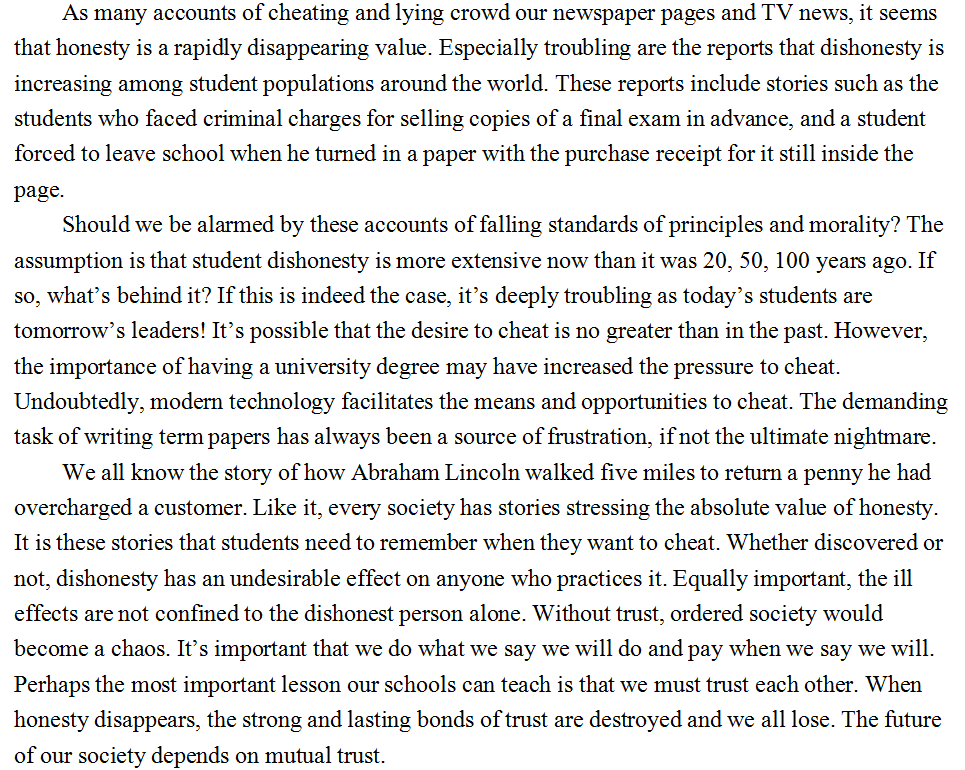 As many accounts of cheating and lying crowd our newspaper pages and TV news, it seems
that honesty is a rapidly disappearing value. Especially troubling are the reports that dishonesty is
increasing among student populations around the world. These reports include stories such as the
students who faced criminal charges for selling copies of a final exam in advance, and a student
forced to leave school when he turned in a paper with the purchase receipt for it still inside the
page.
Should we be alarmed by these accounts of falling standards of principles and morality? The
assumption is that student dishonesty is more extensive now than it was 20, 50, 100 years ago. If
so, what's behind it? If this is indeed the case, it's deeply troubling as today's students are
tomorrow's leaders! It's possible that the desire to cheat is no greater than in the past. However,
the importance of having a university degree may have increased the pressure to cheat.
Undoubtedly, modern technology facilitates the means and opportunities to cheat. The demanding
task of writing term papers has always been a source of frustration, if not the ultimate nightmare.
We all know the story of how Abraham Lincoln walked five miles to return a penny he had
overcharged a customer. Like it, every society has stories stressing the absolute value of honesty.
It is these stories that students need to remember when they want to cheat. Whether discovered or
not, dishonesty has an undesirable effect on anyone who practices it. Equally important, the ill
effects are not confined to the dishonest person alone. Without trust, ordered society would
become a chaos. It's important that we do what we say we will do and pay when we say we will.
Perhaps the most important lesson our schools can teach is that we must trust each other. When
honesty disappears, the strong and lasting bonds of trust are destroyed and we all lose. The future
of our society depends on mutual trust.